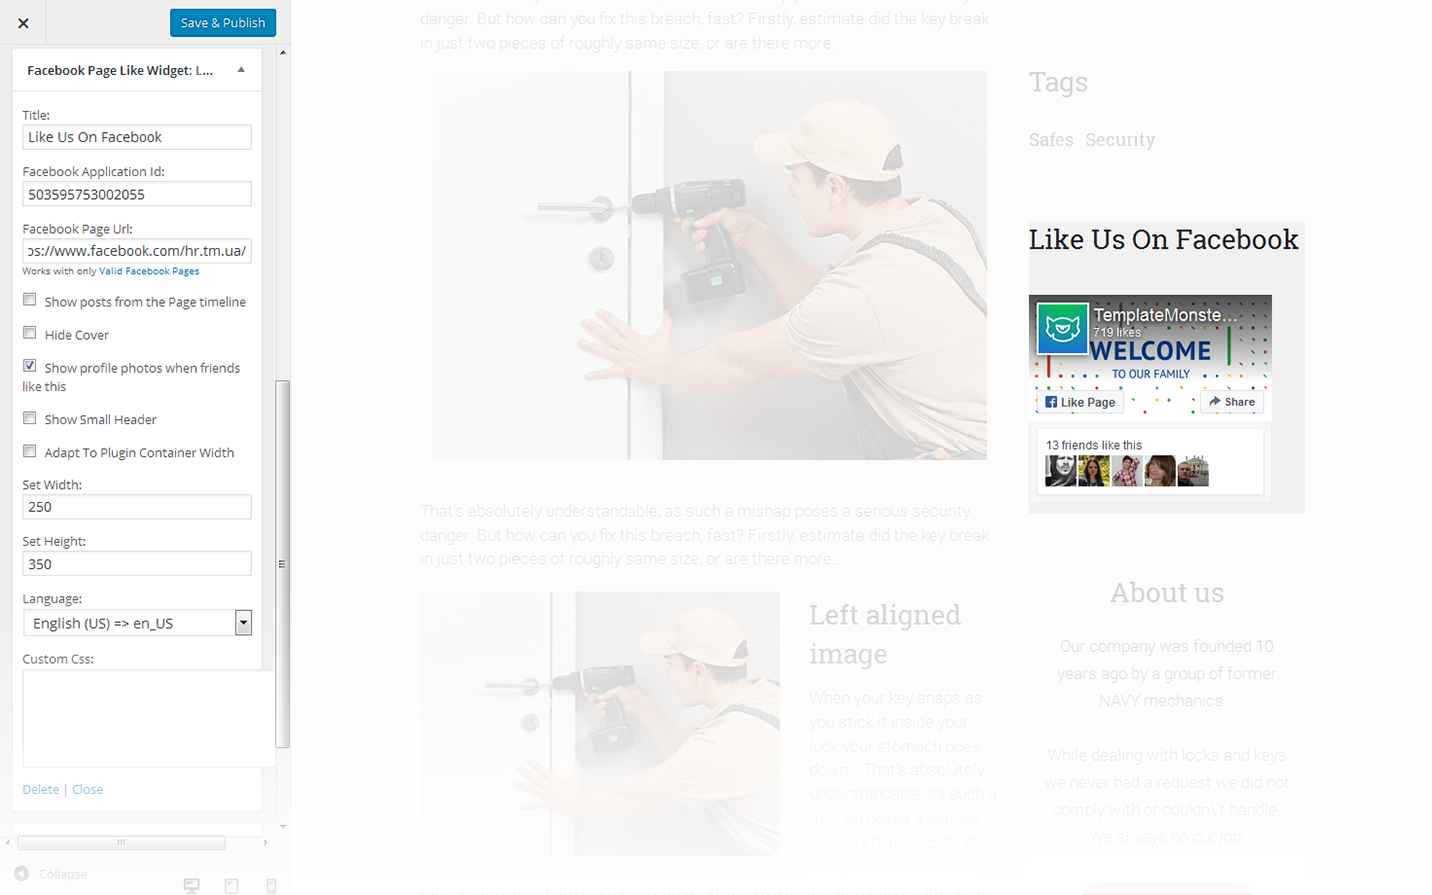 Save & Publish
Facebook Page Like Widget: L...
Title:
Like Us On Facebook
Facebook Application Id:
503595753002055
Facebook Page Url:
ps://www.facebook.com/hr.tm.ua/
Works with only Valid Facebook Pages
Show posts from the Page timeline
Hide Cover
Show profile photos when friends
like this
Show Small Header
Adapt To Plugin Container Width
Set Width:
250
Set Height:
350
Language:
English (US) => en_US
Custom Css:
Delete | Close
Collapse
danger. But how can you fix this breach, fast? Firstly, estimate did the key break
in just two pieces of roughly same size, or are there more...
That's absolutely understandable, as such a mishap poses a serious security
danger. But how can you fix this breach, fast? Firstly, estimate did the key break
in just two pieces of roughly same size, or are there more...
Left aligned
image
When your key snaps as
you stick it inside your
lock your stomach goes
down... That's absolutely
understandable, as such a
mishap poses a serious
security danger. But how
can you fix this breach,
Tags
Safes Security
Like Us On Facebook
TemplateMonste...
719 likes
WELCOME
TO OUR FAMILY
Like Page
Share
13 friends like this
About us
Our company was founded 10
years ago by a group of former
NAVY mechanics...
While dealing with locks and keys
we never had a request we did not
comply with or couldn\'t handle.
We always do our job!